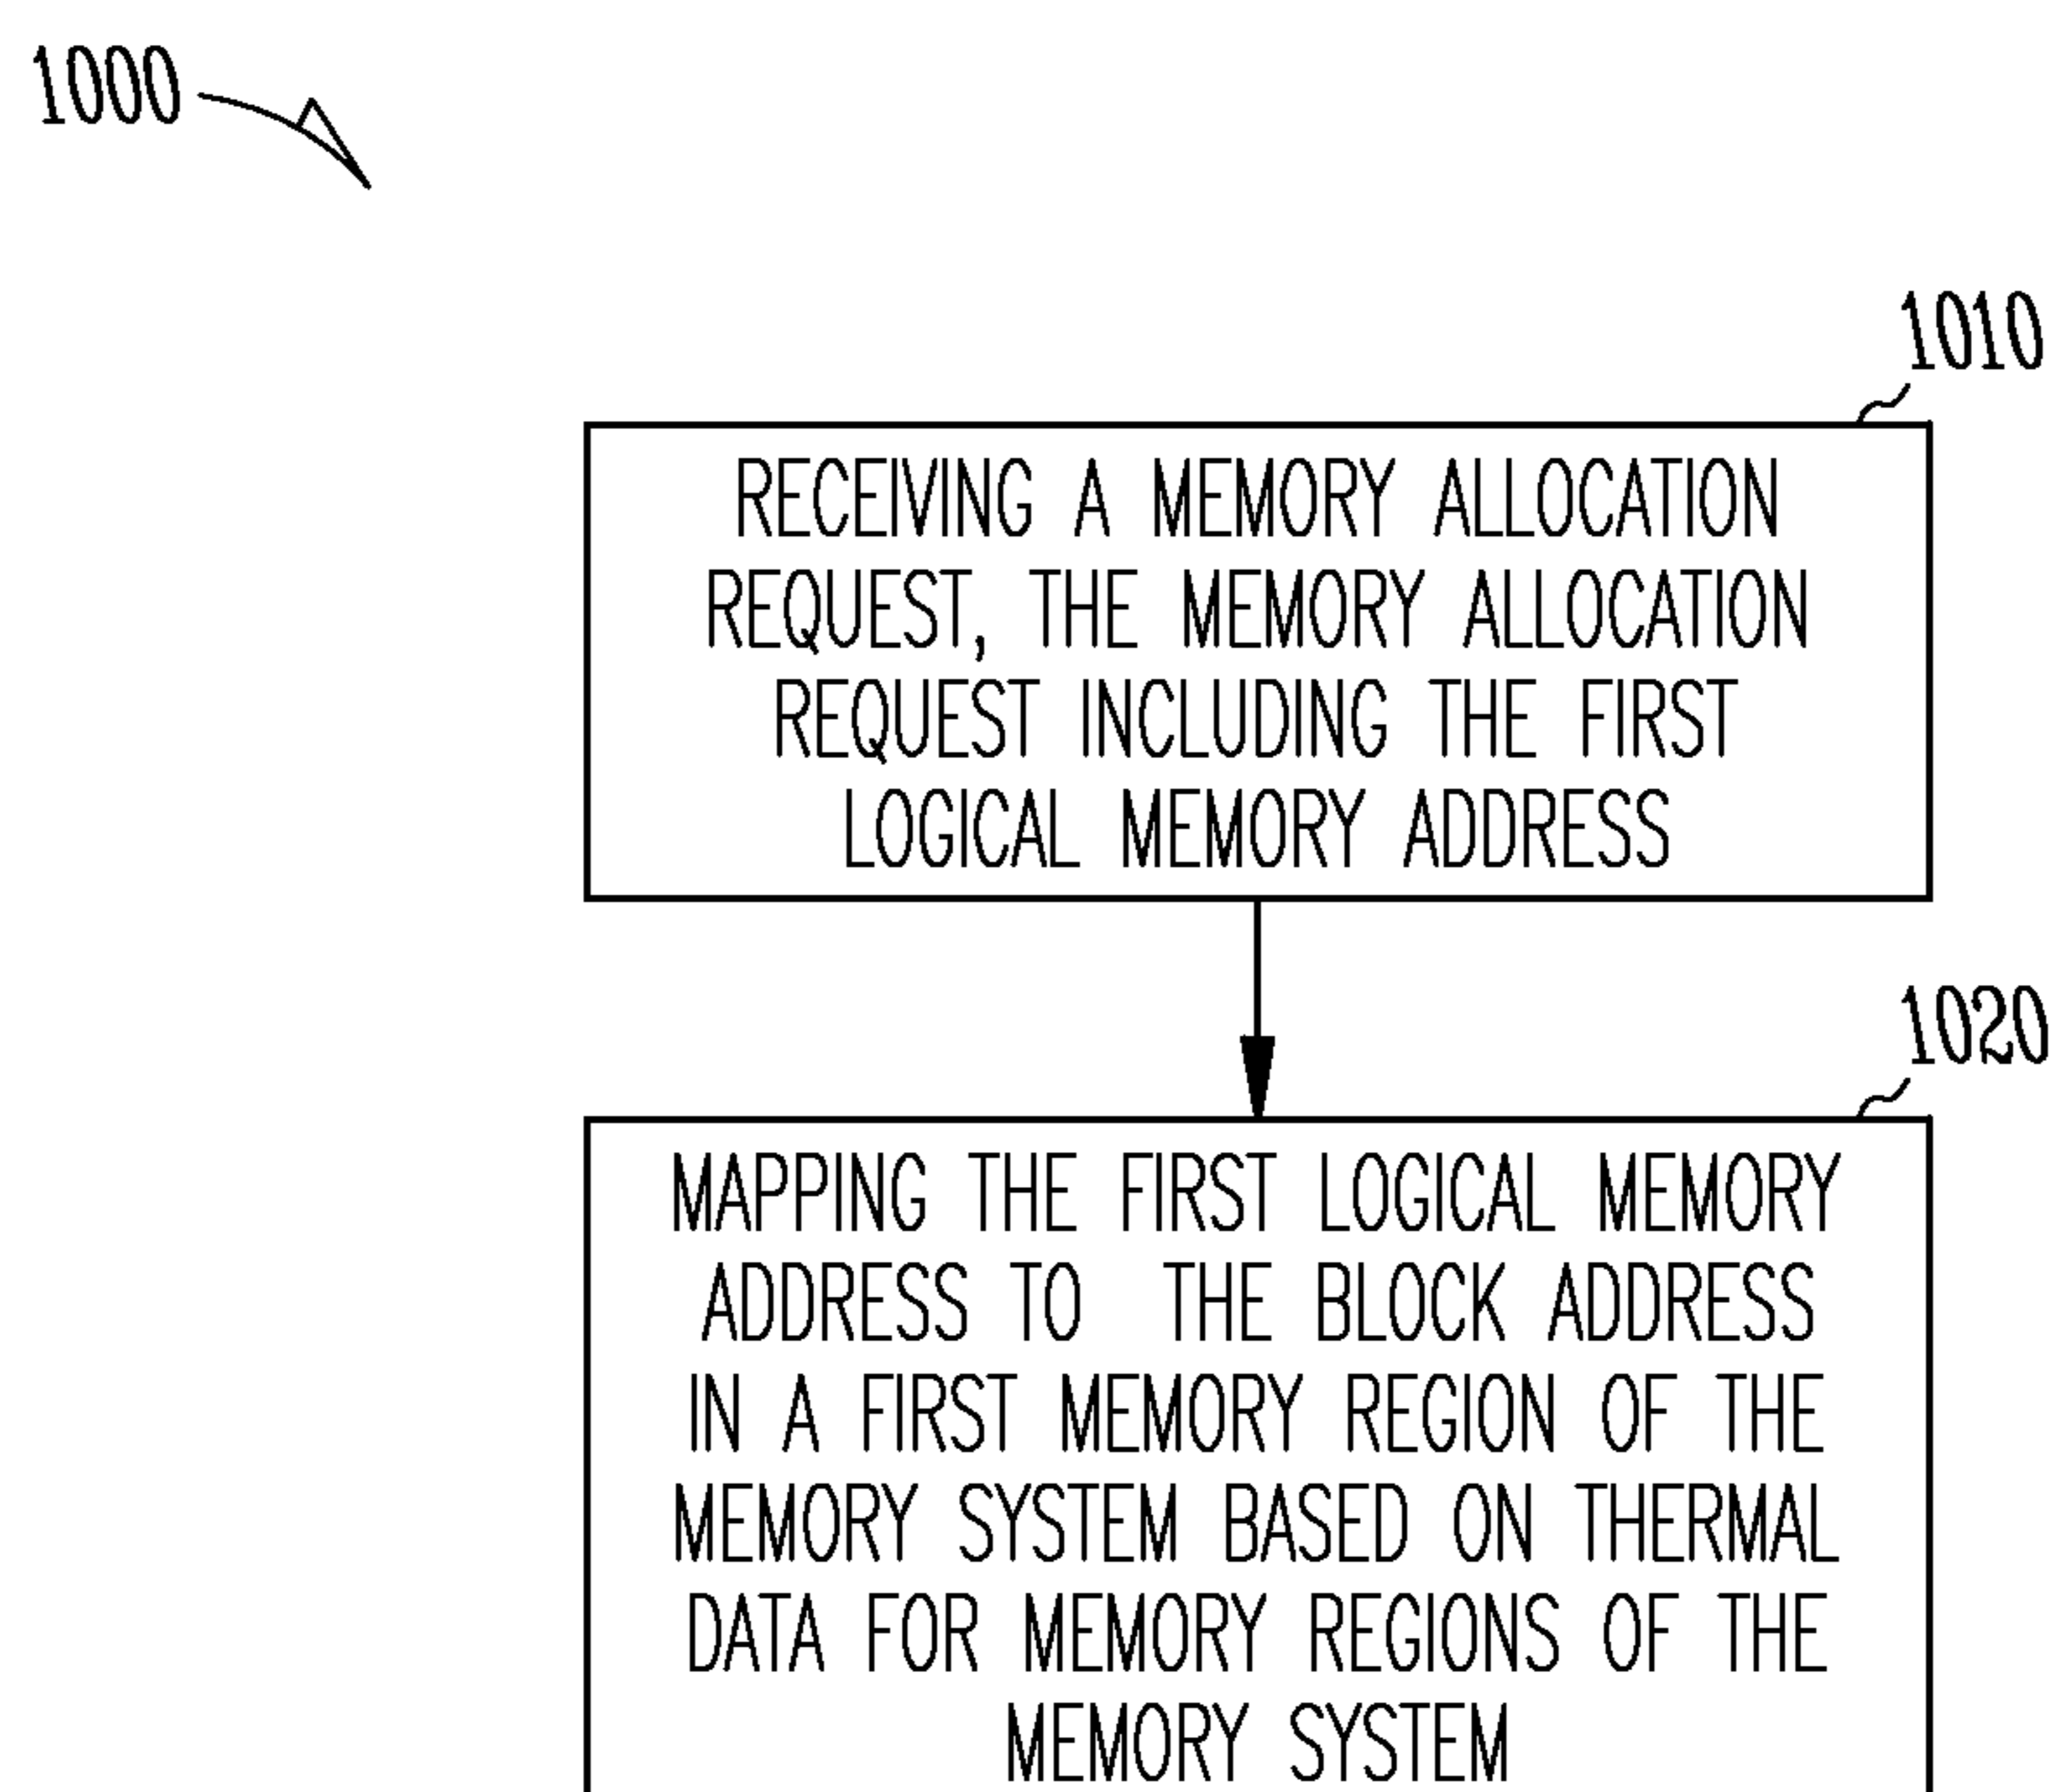 1000
1010
RECEIVING A MEMORY ALLOCATION
REQUEST, THE MEMORY ALLOCATION
REQUEST INCLUDING THE FIRST
LOGICAL MEMORY ADDRESS
1020
MAPPING THE FIRST LOGICAL MEMORY
ADDRESS TO THE BLOCK ADDRESS
IN A FIRST MEMORY REGION OF THE
MEMORY SYSTEM BASED ON THERMAL
DATA FOR MEMORY REGIONS OF THE
MEMORY SYSTEM